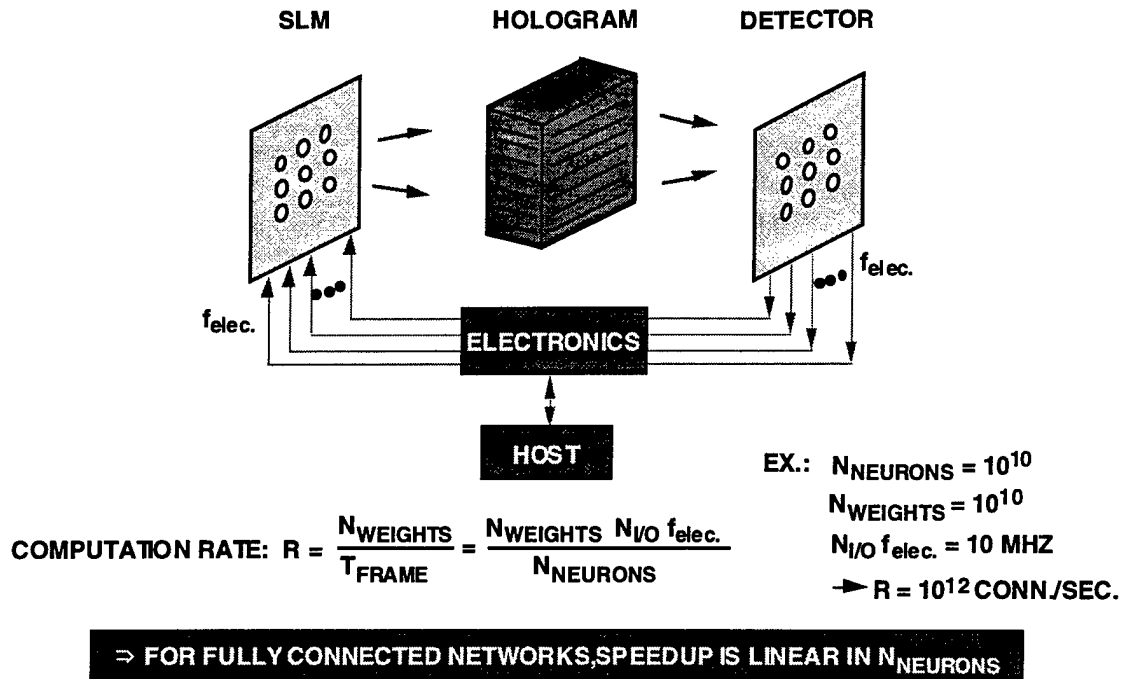 SLM
HOLOGRAM
DETECTOR
f_elec.
f_elec.
ELECTRONICS
HOST
EX.: N_NEURONS = 10^10
N_WEIGHTS = 10^10
N_I/O f_elec. = 10 MHZ
→ R = 10^12 CONN./SEC.
COMPUTATION RATE: R = N_WEIGHTS / T_FRAME = N_WEIGHTS N_I/O f_elec. / N_NEURONS
⇒ FOR FULLY CONNECTED NETWORKS,SPEEDUP IS LINEAR IN N_NEURONS